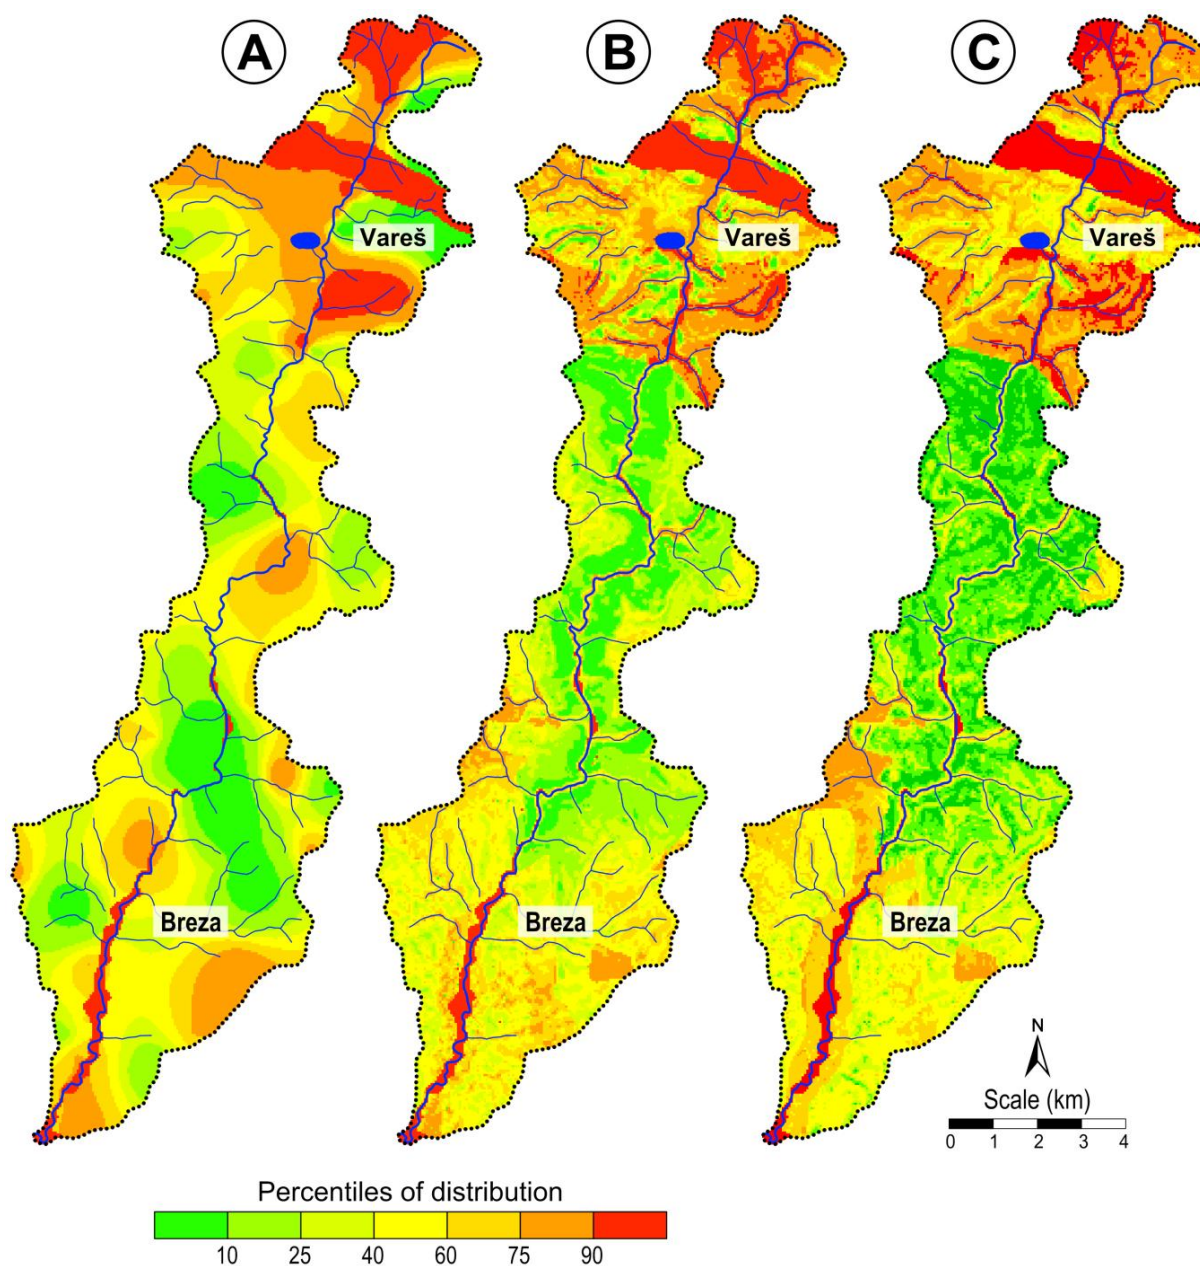 A B C
Vareš Vareš Vareš
Breza Breza Breza
N
Scale (km)
0 1 2 3 4
Percentiles of distribution
10 25 40 60 75 90